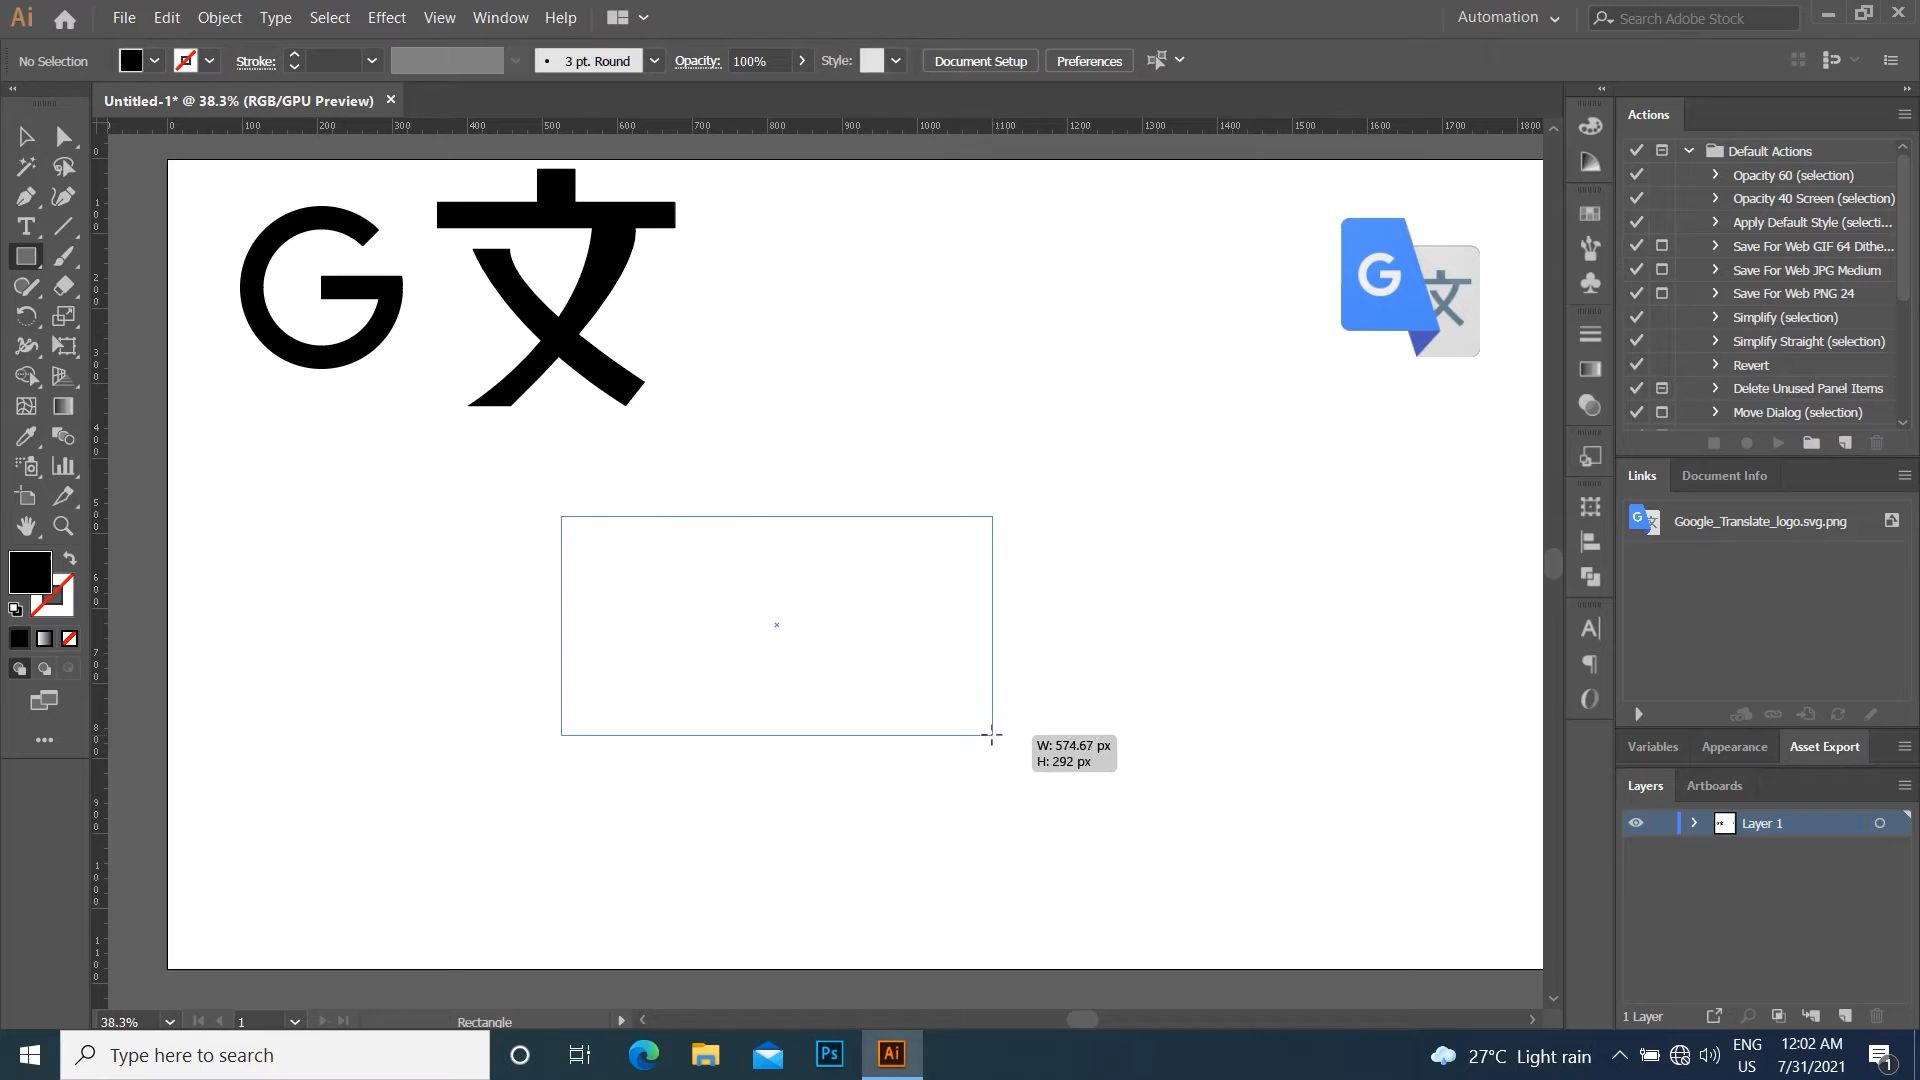 Ai File Edit Object Type Select Effect View Window Help Automation Search Adobe Stock
No Selection Stroke: 3 pt. Round Opacity: 100% Style: Document Setup Preferences
Untitled-1* @ 38.3% (RGB/GPU Preview)
0 100 200 300 400 500 600 700 800 900 1000 1100 1200 1300 1400 1500 1600 1700 1800
G 文
G 文
W: 574.67 px
H: 292 px
Actions
Default Actions
Opacity 60 (selection)
Opacity 40 Screen (selection)
Apply Default Style (selecti...
Save For Web GIF 64 Dithe...
Save For Web JPG Medium
Save For Web PNG 24
Simplify (selection)
Simplify Straight (selection)
Revert
Delete Unused Panel Items
Move Dialog (selection)
Links Document Info
Google_Translate_logo.svg.png
Variables Appearance Asset Export
Layers Artboards
Layer 1
1 Layer
38.3% 1 Rectangle
Type here to search
Ps Ai
27°C Light rain
ENG
US
12:02 AM
7/31/2021
1